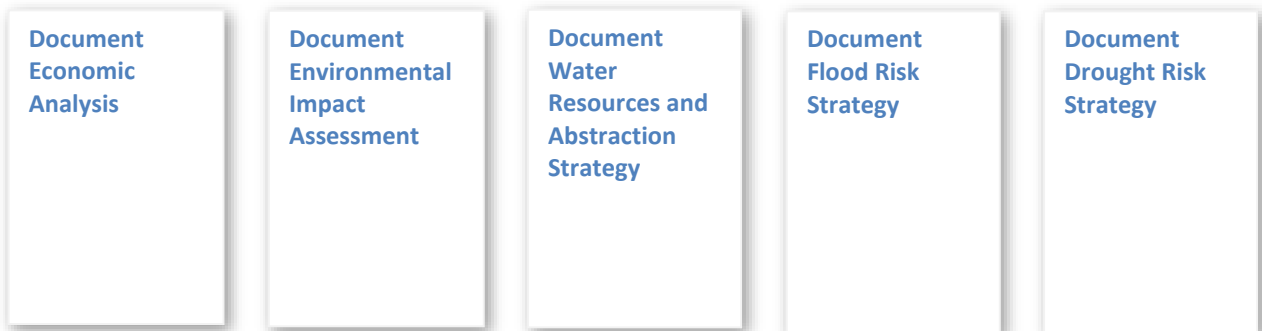 Document
Economic
Analysis
Document
Environmental
Impact
Assessment
Document
Water
Resources and
Abstraction
Strategy
Document
Flood Risk
Strategy
Document
Drought Risk
Strategy